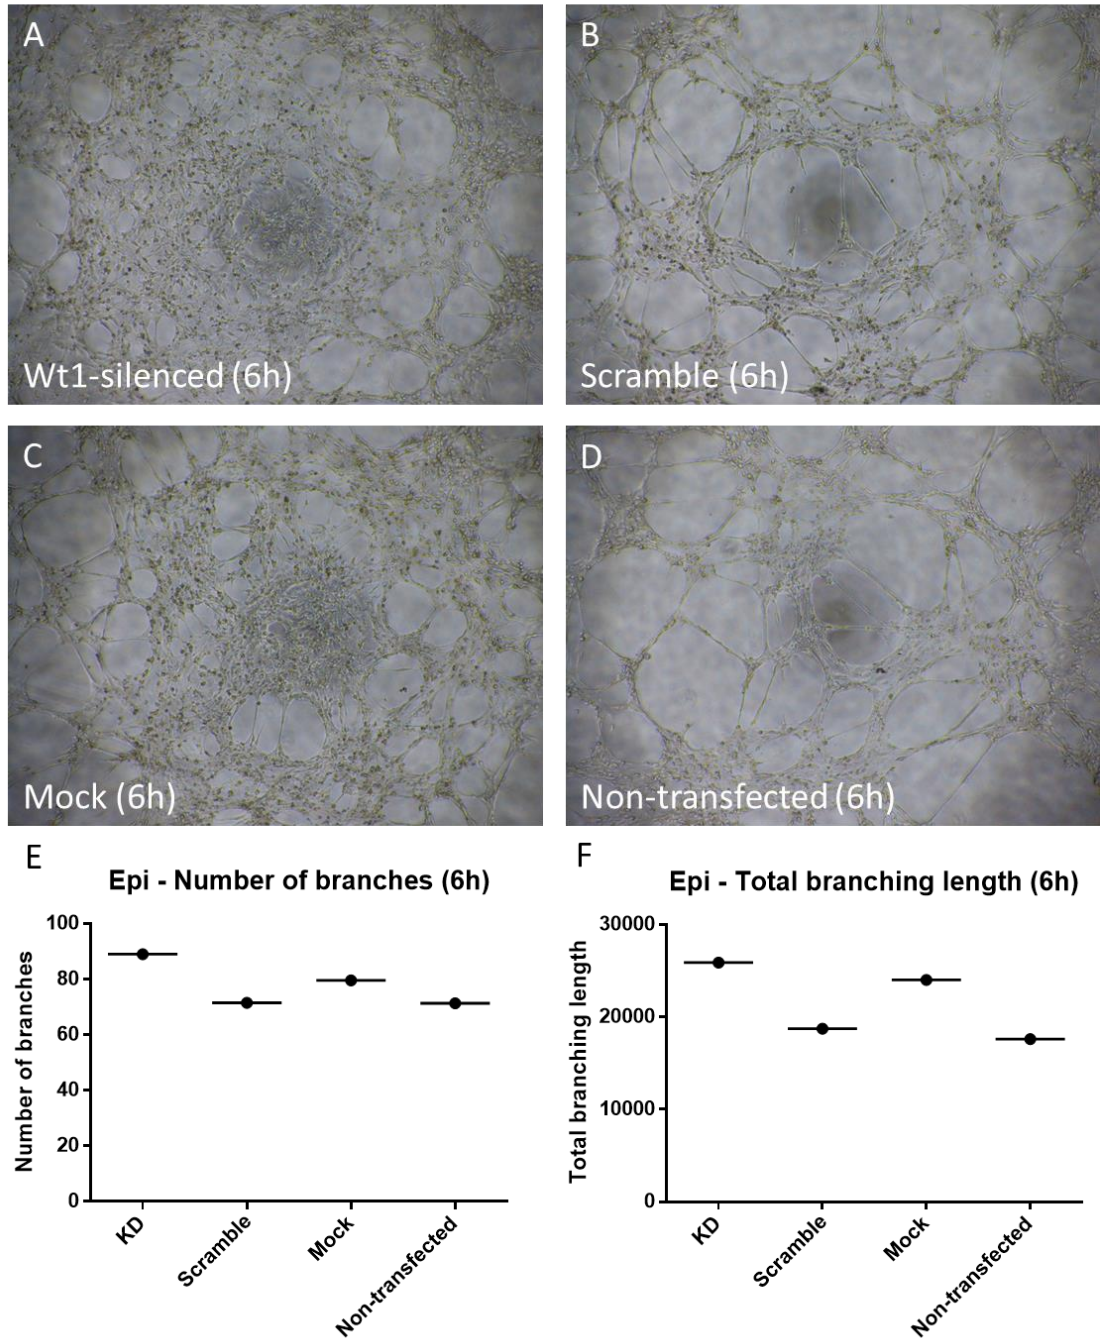 A
Wt1-silenced (6h)
B
Scramble (6h)
C
Mock (6h)
D
Non-transfected (6h)
E
Epi - Number of branches (6h)
Number of branches
100
80
60
40
20
0
KD
Scramble
Mock
Non-transfected
F
Epi - Total branching length (6h)
Total branching length
30000
20000
10000
0
KD
Scramble
Mock
Non-transfected